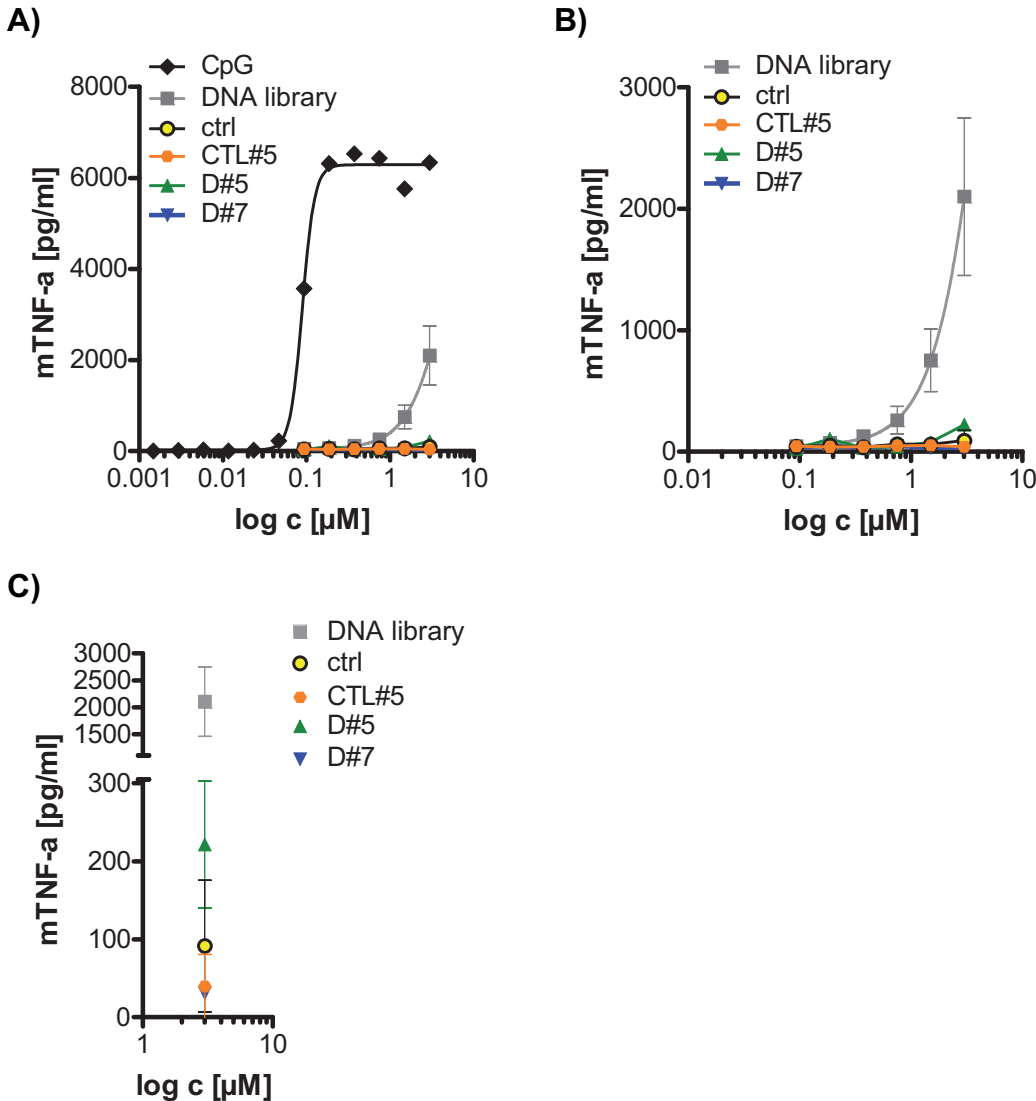 A)
CpG
DNA library
ctrl
CTL#5
D#5
D#7
8000
6000
4000
2000
0
0.001
0.01
0.1
1
10
mTNF-a [pg/ml]
log c [µM]
B)
DNA library
ctrl
CTL#5
D#5
D#7
3000
2000
1000
0
0.01
0.1
1
10
mTNF-a [pg/ml]
log c [µM]
C)
DNA library
ctrl
CTL#5
D#5
D#7
3000
2500
2000
1500
300
200
100
0
1
10
mTNF-a [pg/ml]
log c [µM]